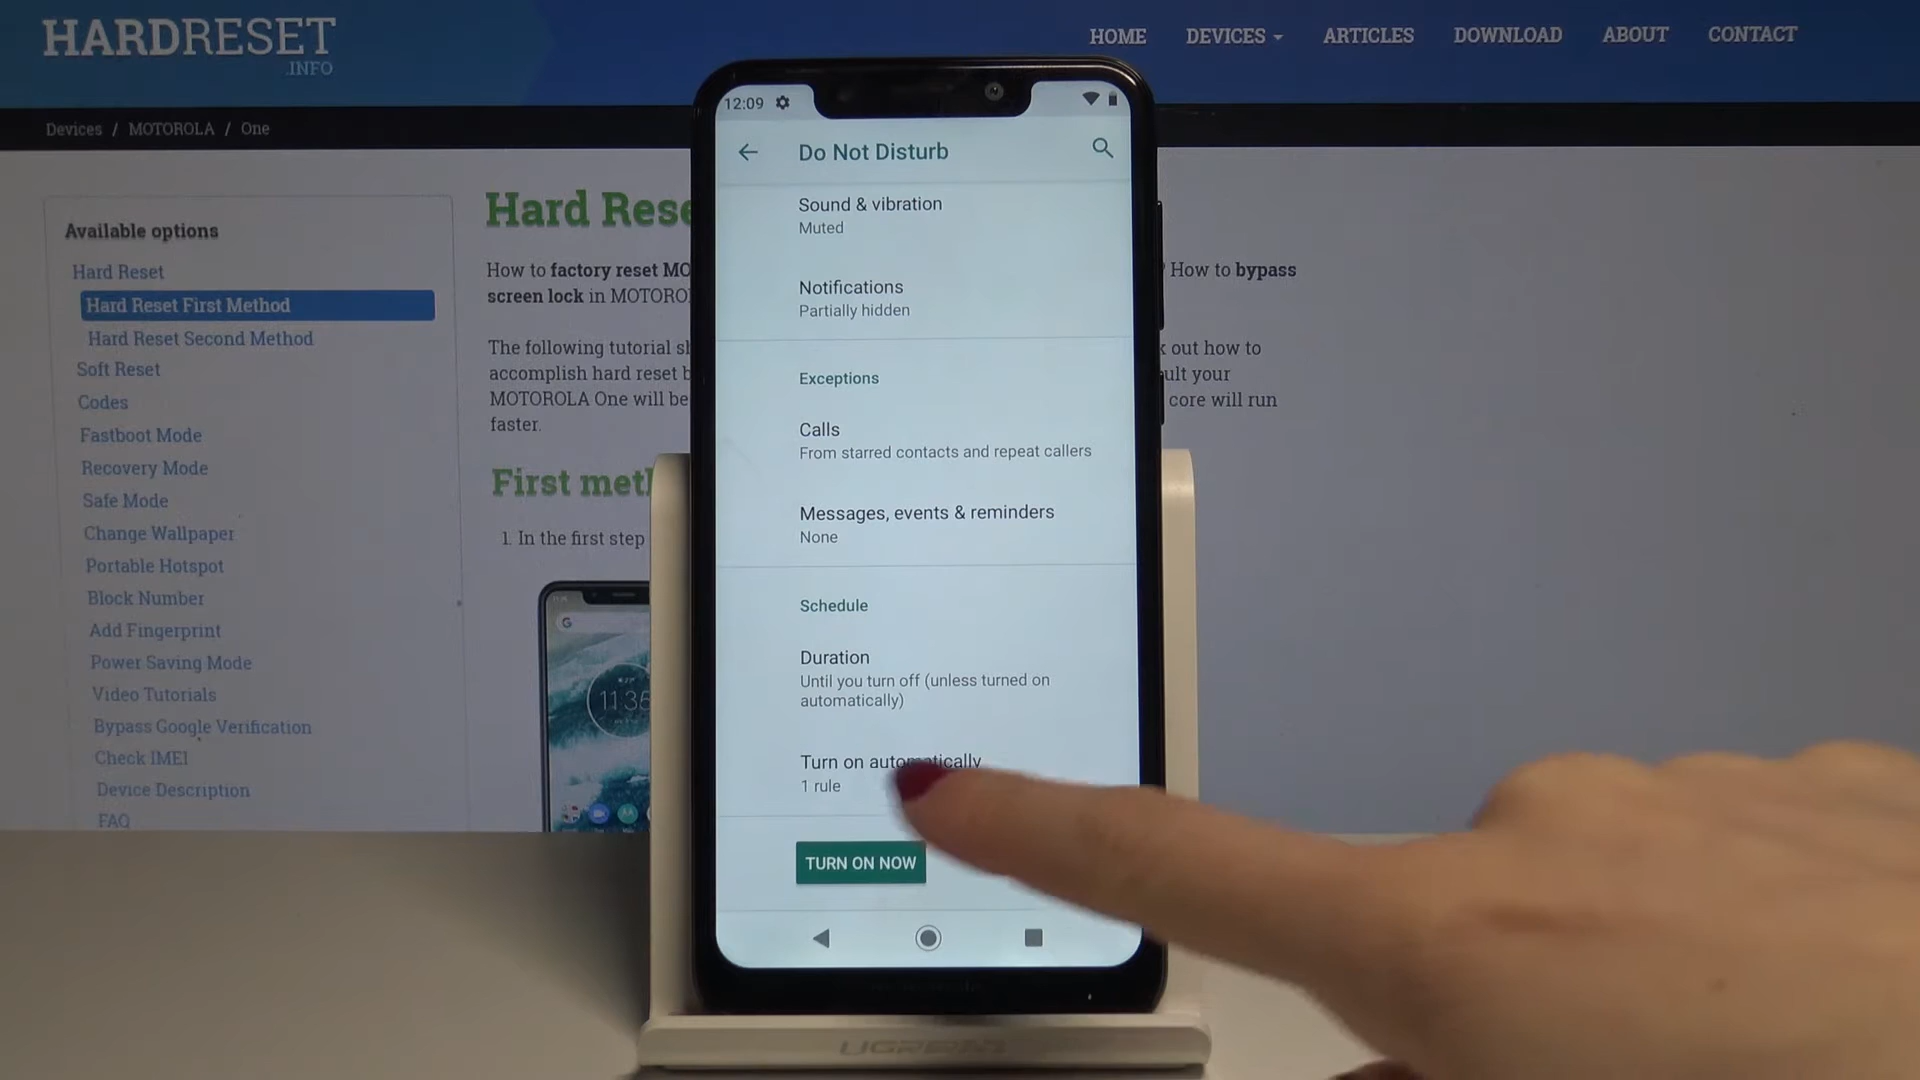 HARDRESET
.INFO
HOME DEVICES ARTICLES DOWNLOAD ABOUT CONTACT
Devices / MOTOROLA / One
Available options
Hard Reset
Hard Reset First Method
Hard Reset Second Method
Soft Reset
Codes
Fastboot Mode
Recovery Mode
Safe Mode
Change Wallpaper
Portable Hotspot
Block Number
Add Fingerprint
Power Saving Mode
Video Tutorials
Bypass Google Verification
Check IMEI
Device Description
FAQ
Hard Rese
How to factory reset MO ? How to bypass
screen lock in MOTORO
The following tutorial out how to
accomplish hard reset your
MOTOROLA One will be core will run
faster.
First met
1. In the first step
G
11:35
12:09
Do Not Disturb
Sound & vibration
Muted
Notifications
Partially hidden
Exceptions
Calls
From starred contacts and repeat callers
Messages, events & reminders
None
Schedule
Duration
Until you turn off (unless turned on
automatically)
Turn on automatically
1 rule
TURN ON NOW
UGREEN